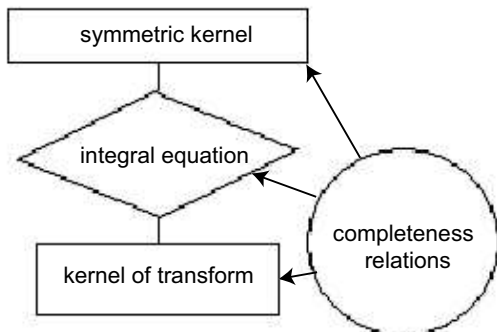 symmetric kernel
integral equation
completeness
relations
kernel of transform